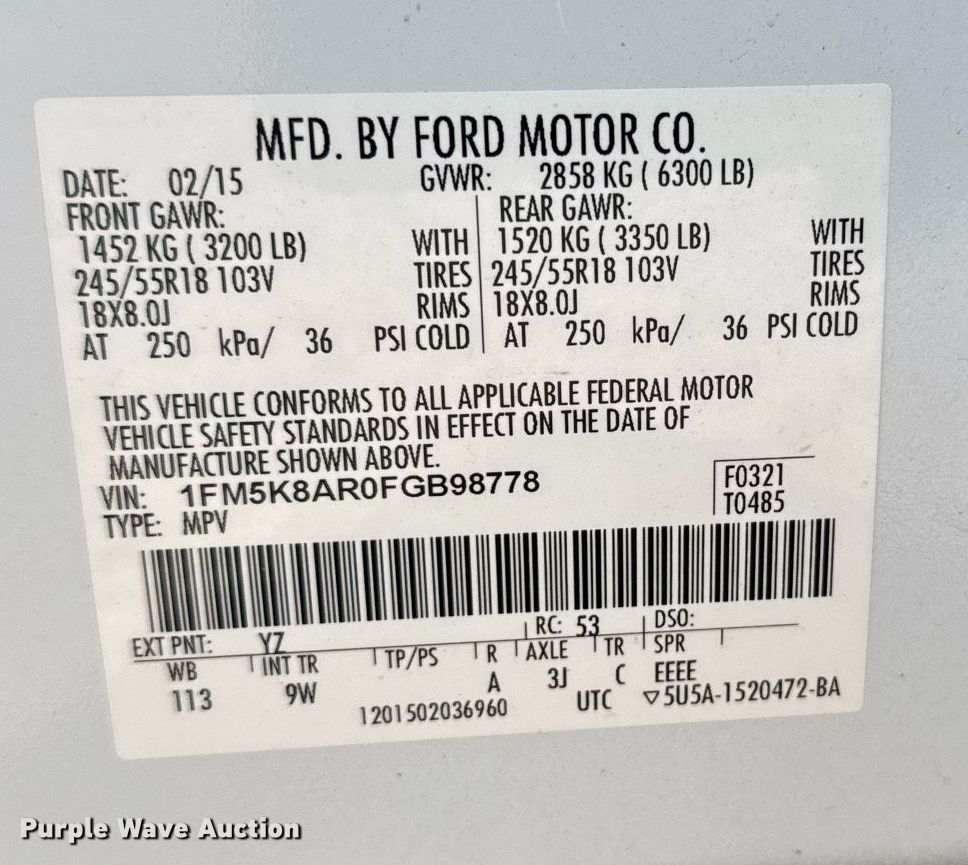 MFD. BY FORD MOTOR CO.
DATE: 02/15 GVWR: 2858 KG ( 6300 LB)
FRONT GAWR: REAR GAWR:
1452 KG ( 3200 LB) WITH 1520 KG ( 3350 LB) WITH
245/55R18 103V TIRES 245/55R18 103V TIRES
18X8.0J RIMS 18X8.0J RIMS
AT 250 kPa/ 36 PSI COLD AT 250 kPa/ 36 PSI COLD
THIS VEHICLE CONFORMS TO ALL APPLICABLE FEDERAL MOTOR
VEHICLE SAFETY STANDARDS IN EFFECT ON THE DATE OF
MANUFACTURE SHOWN ABOVE.
VIN: 1FM5K8AR0FGB98778 F0321
TYPE: MPV T0485
EXT PNT: YZ RC: 53 DSO:
WB INT TR TP/PS R AXLE TR SPR
113 9W A 3J C EEEE
1201502036960 UTC ▽5U5A-1520472-BA
Purple Wave Auction